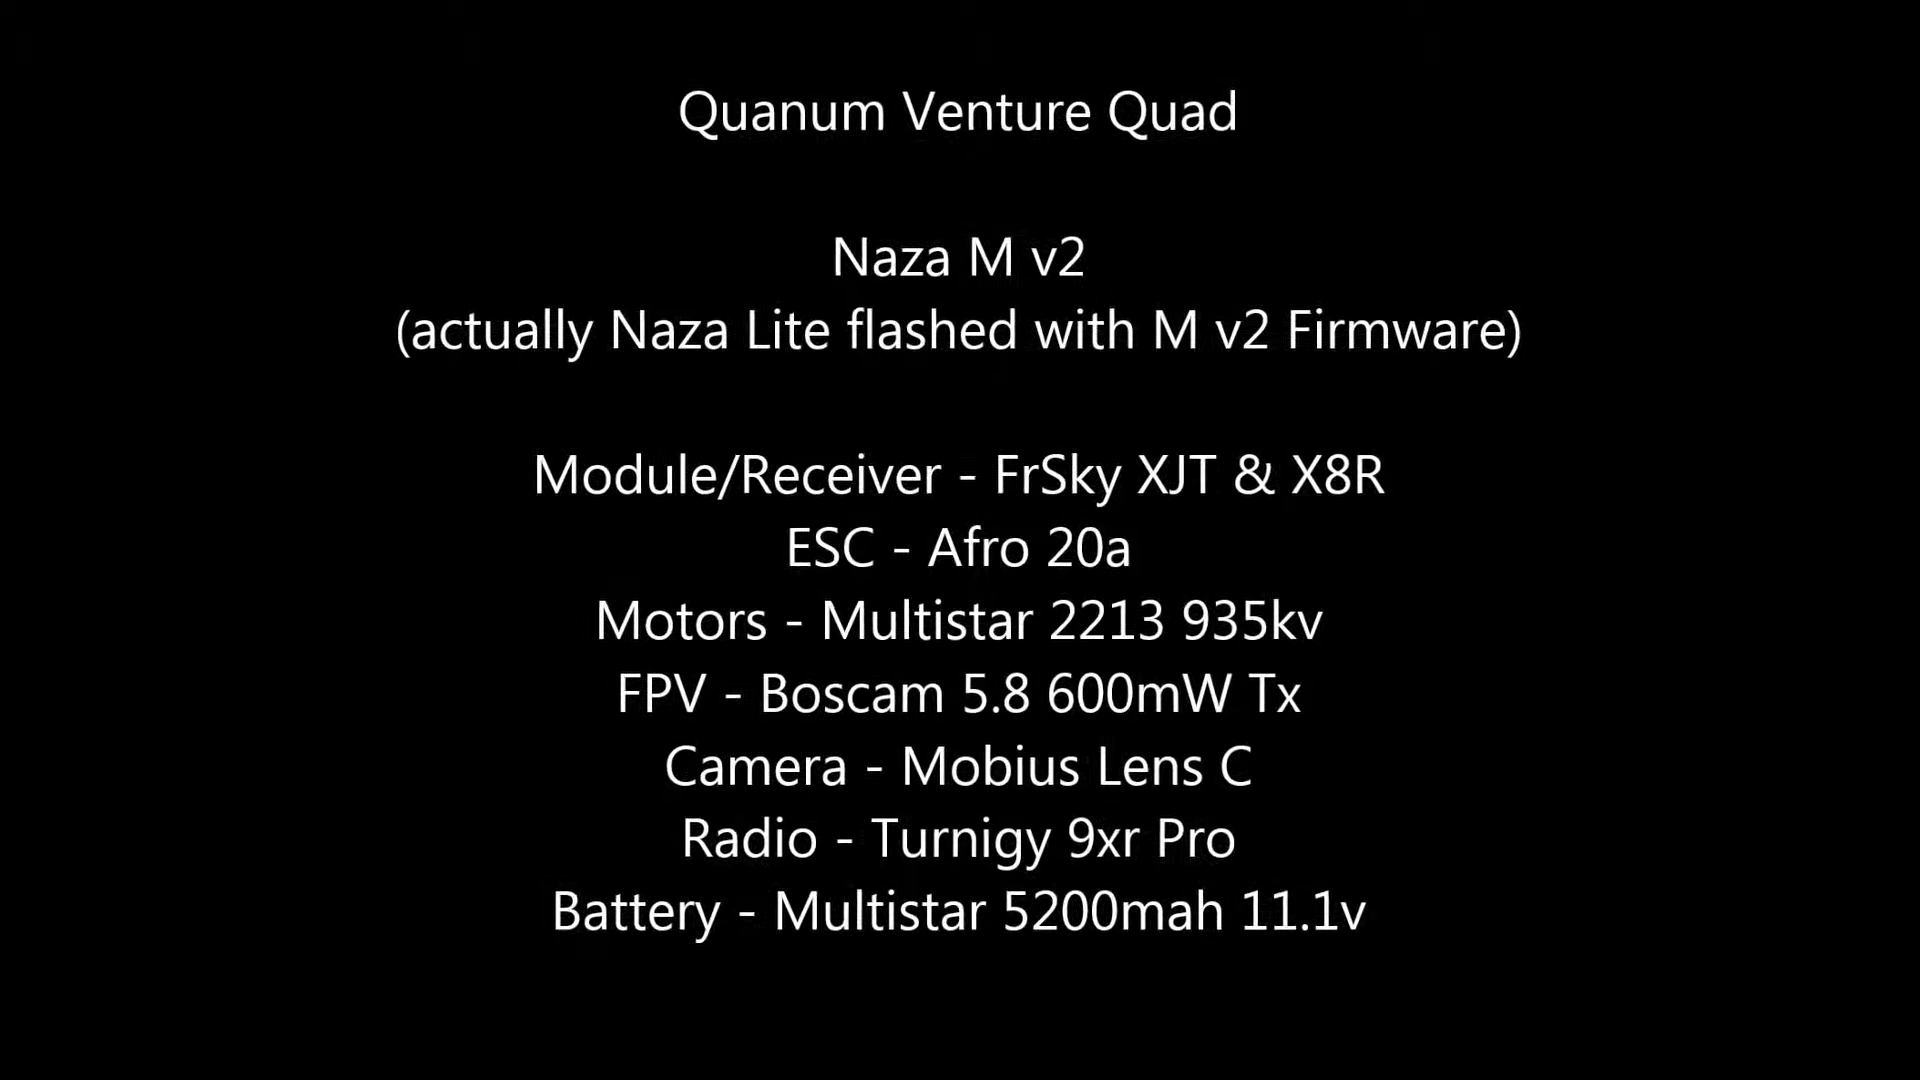 Quanum Venture Quad
Naza M v2
(actually Naza Lite flashed with M v2 Firmware)
Module/Receiver - FrSky XJT & X8R
ESC - Afro 20a
Motors - Multistar 2213 935kv
FPV - Boscam 5.8 600mW Tx
Camera - Mobius Lens C
Radio - Turnigy 9xr Pro
Battery - Multistar 5200mah 11.1v